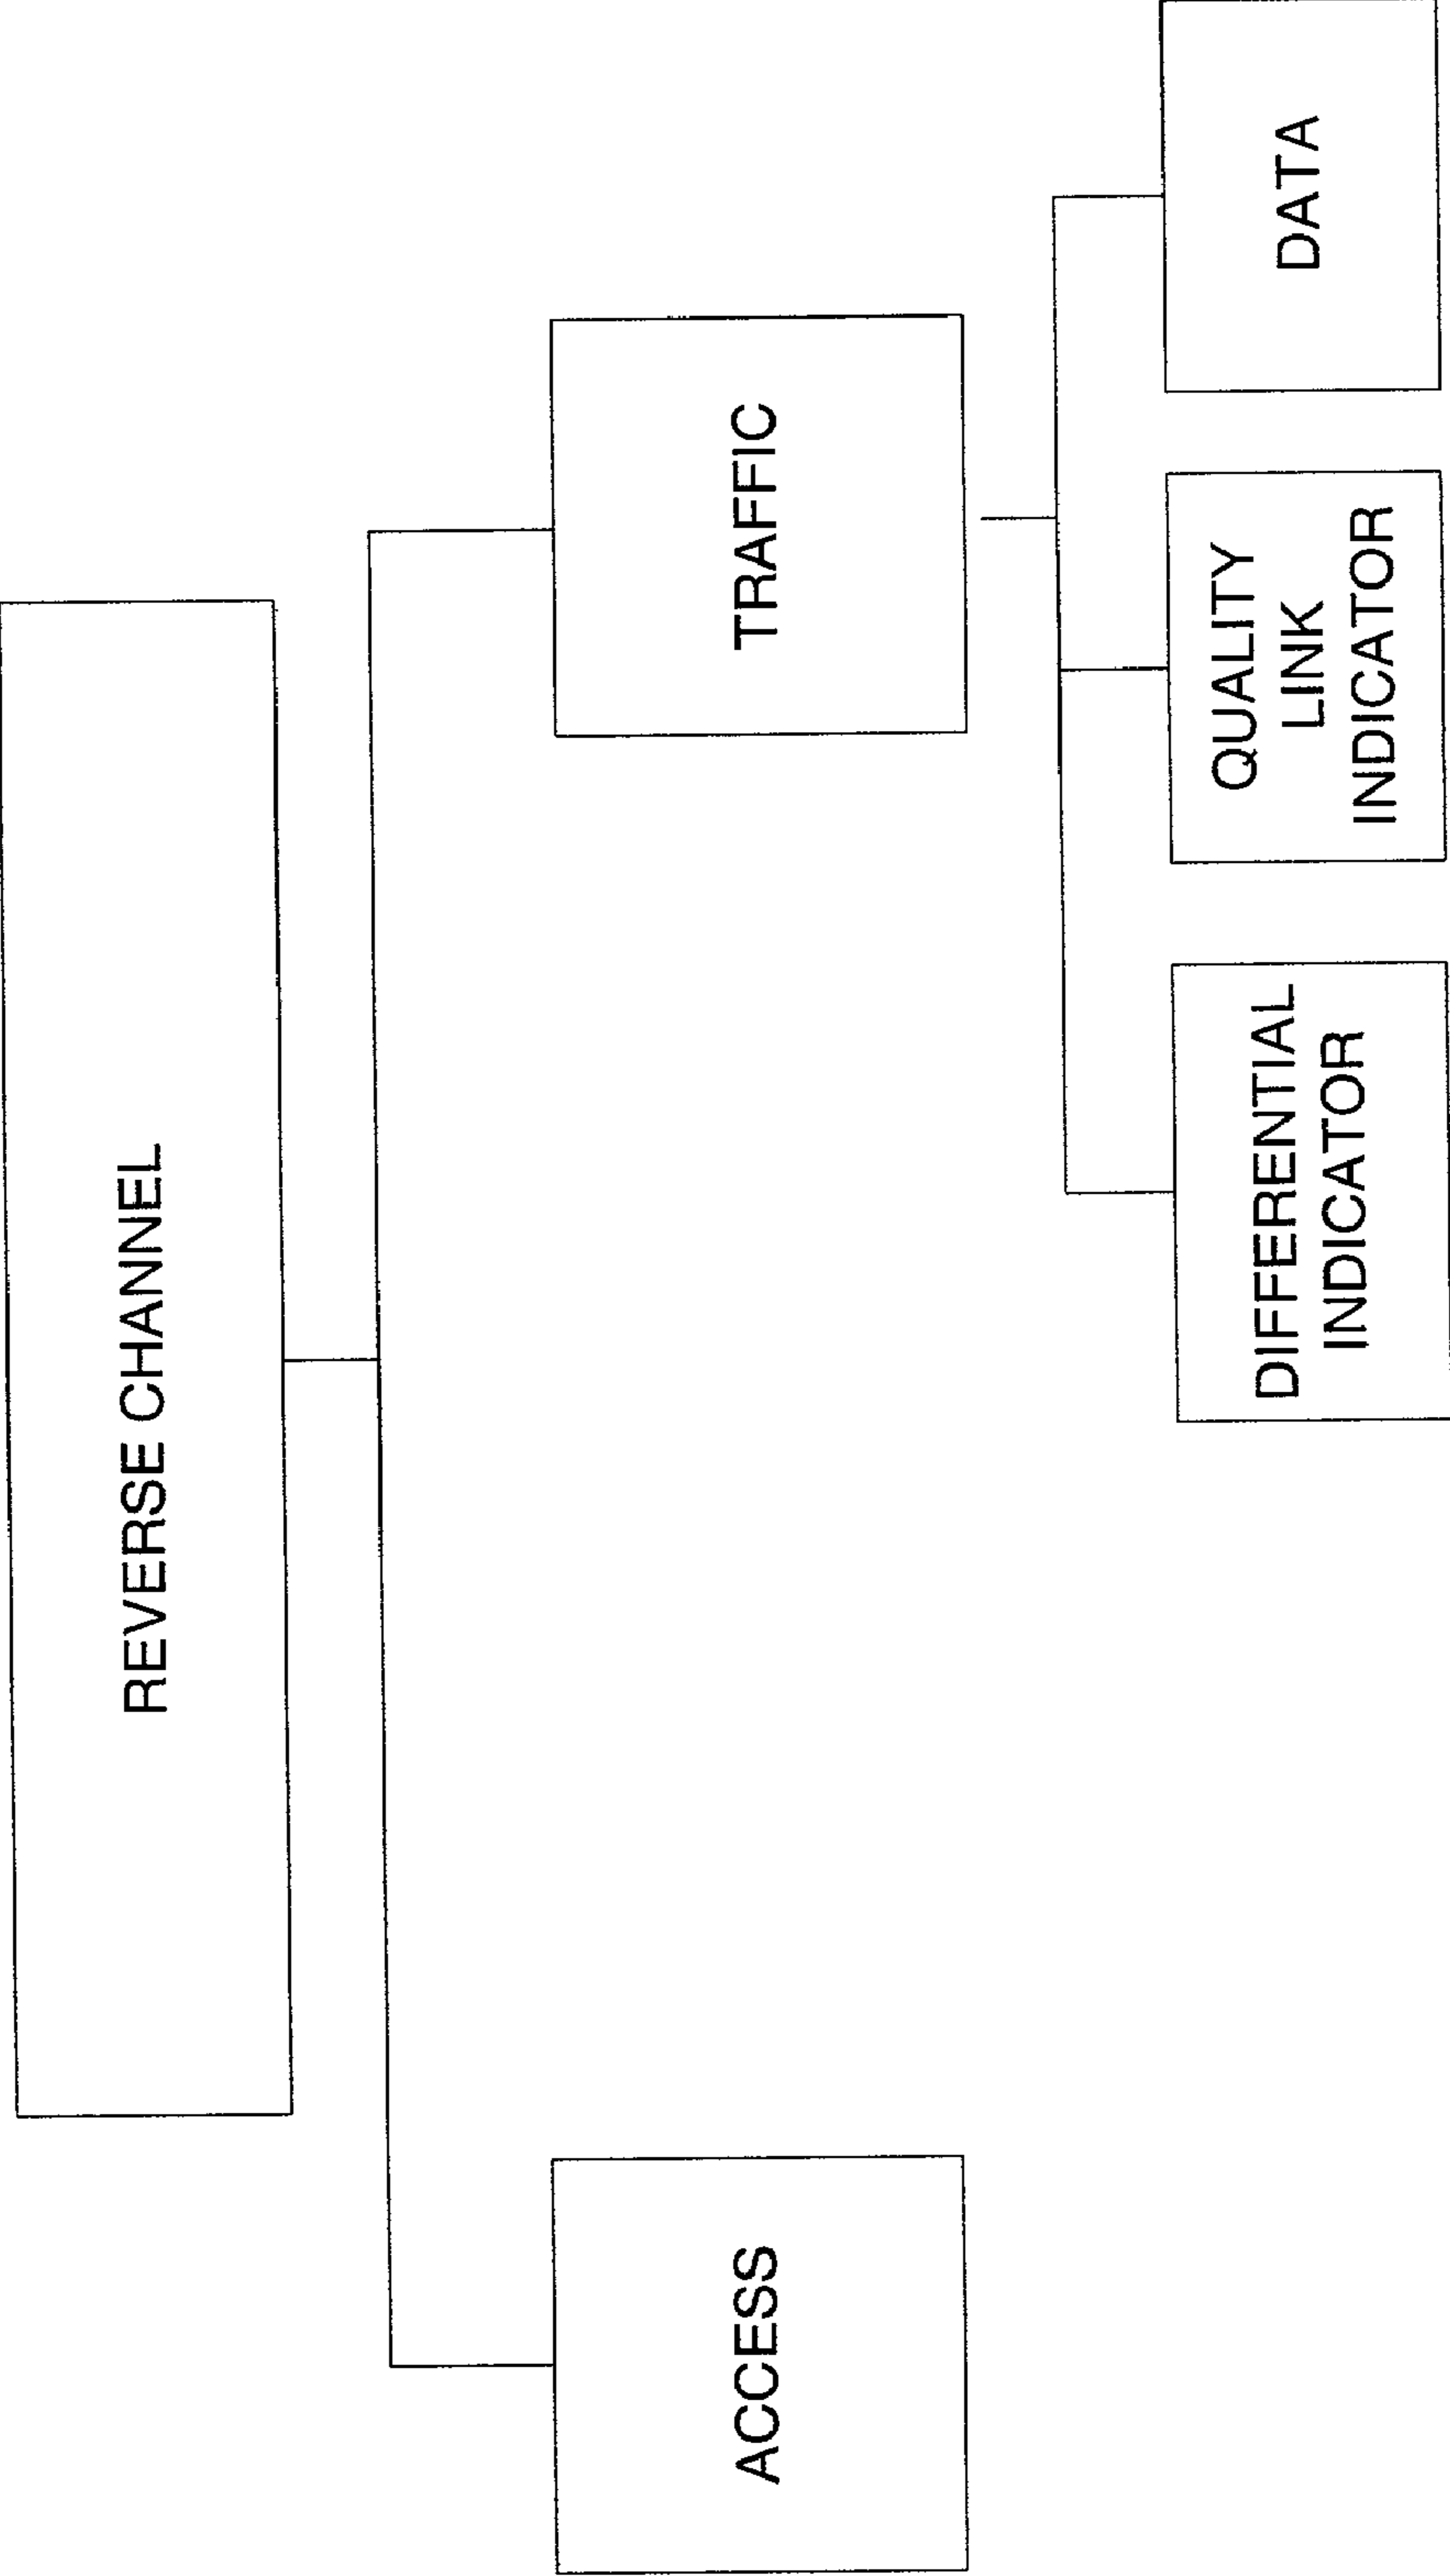 REVERSE CHANNEL
ACCESS
TRAFFIC
DIFFERENTIAL
INDICATOR
QUALITY
LINK
INDICATOR
DATA